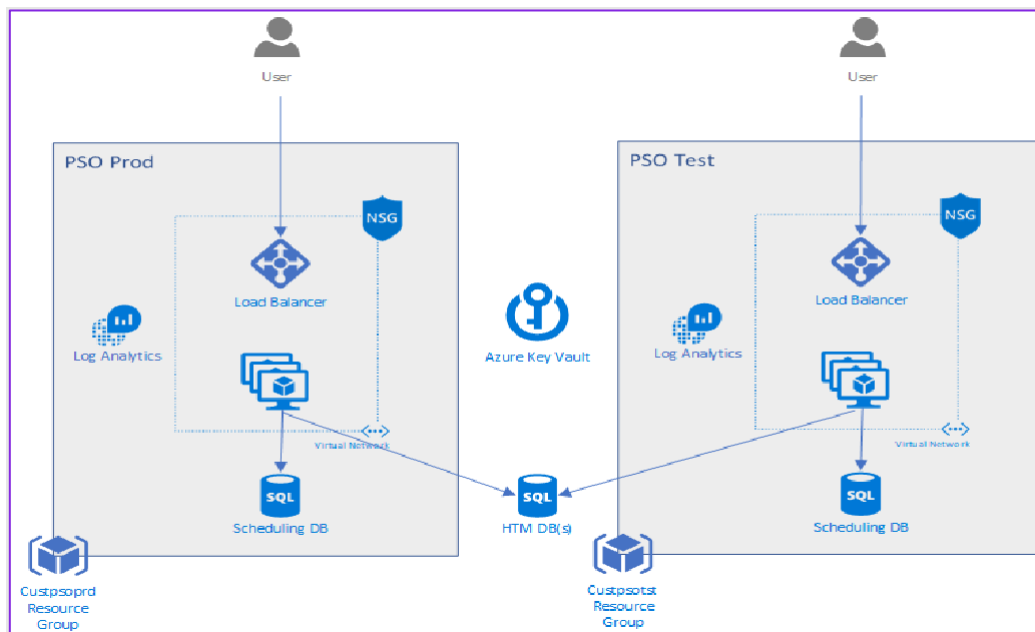 User
User
PSO Prod
PSO Test
NSG
NSG
Load Balancer
Load Balancer
Log Analytics
Azure Key Vault
Log Analytics
Virtual Network
Virtual Network
SQL
SQL
SQL
Scheduling DB
HTM DB(s)
Scheduling DB
Custpsoprd
Resource
Group
Custpsotst
Resource
Group